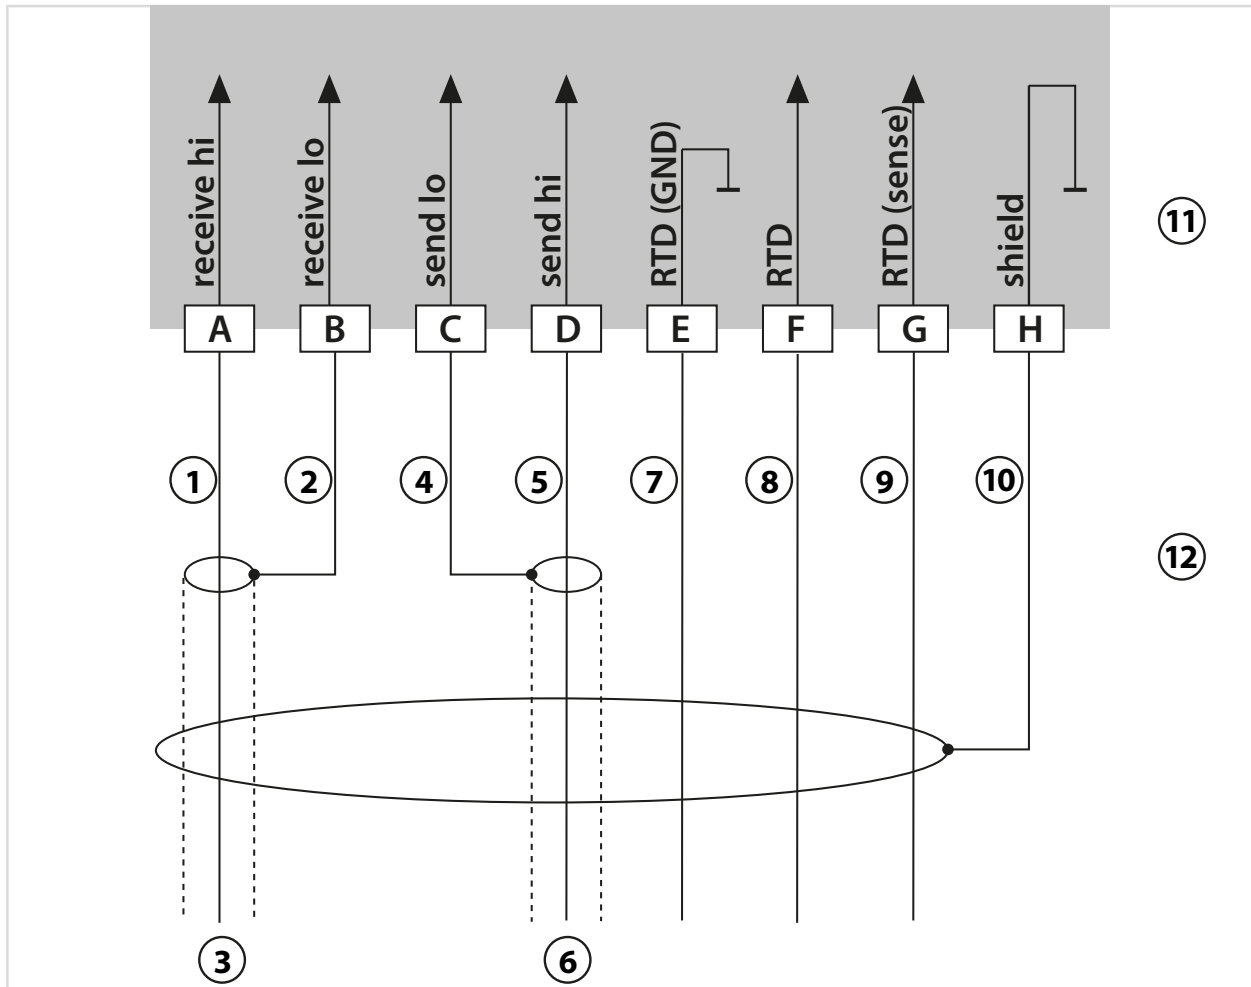 receive hi
receive lo
send lo
send hi
RTD (GND)
RTD
RTD (sense)
shield
11
A
B
C
D
E
F
G
H
1
2
4
5
7
8
9
10
12
3
6